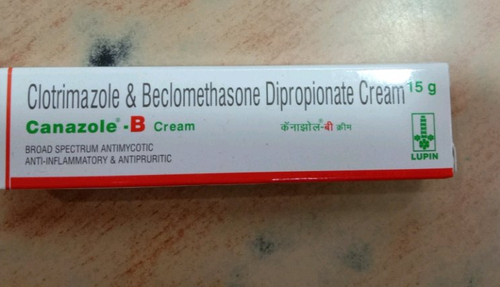 Clotrimazole & Beclomethasone Dipropionate Cream 15 g
Canazole® -B Cream कॅनाझोल®-बी क्रीम
BROAD SPECTRUM ANTIMYCOTIC
ANTI-INFLAMMATORY & ANTIPRURITIC
LUPIN